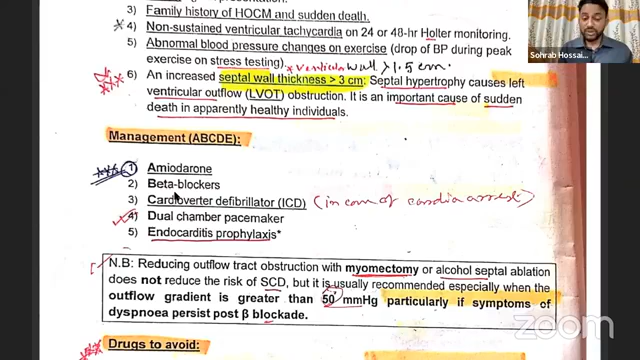 3) Family history of HOCM and sudden death.
4) Non-sustained ventricular tachycardia on 24 or 48-hr Holter monitoring.
5) Abnormal blood pressure changes on exercise (drop of BP during peak
exercise on stress testing). * ventricular wall > 1.5 cm.
6) An increased septal wall thickness > 3 cm: Septal hypertrophy causes left
ventricular outflow (LVOT) obstruction. It is an important cause of sudden
death in apparently healthy individuals.
Management (ABCDE):
1) Amiodarone
2) Beta-blockers
3) Cardioverter defibrillator (ICD) (in case of cardiac arrest)
4) Dual chamber pacemaker
5) Endocarditis prophylaxis*
N.B: Reducing outflow tract obstruction with myomectomy or alcohol septal ablation
does not reduce the risk of SCD, but it is usually recommended especially when the
outflow gradient is greater than 50 mmHg particularly if symptoms of
dyspnoea persist post β blockade.
Drugs to avoid:
Sohrab Hossai...
zoom